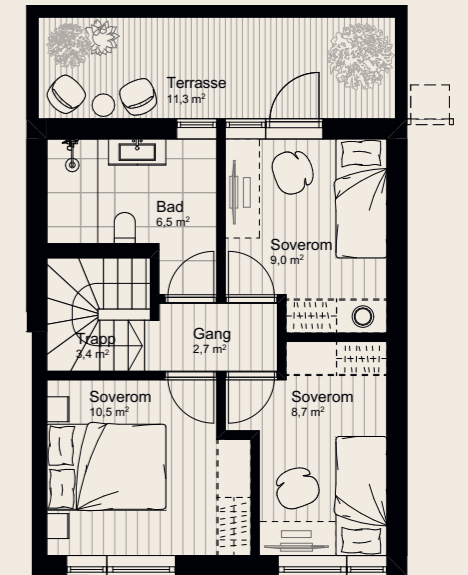 Terrasse
11,3 m²
Bad
6,5 m²
Soverom
9,0 m²
Trapp
3,4 m²
Gang
2,7 m²
Soverom
10,5 m²
Soverom
8,7 m²